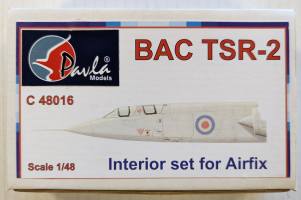 BAC TSR-2
Pavla®
Models
C 48016
Scale 1/48
Interior set for Airfix